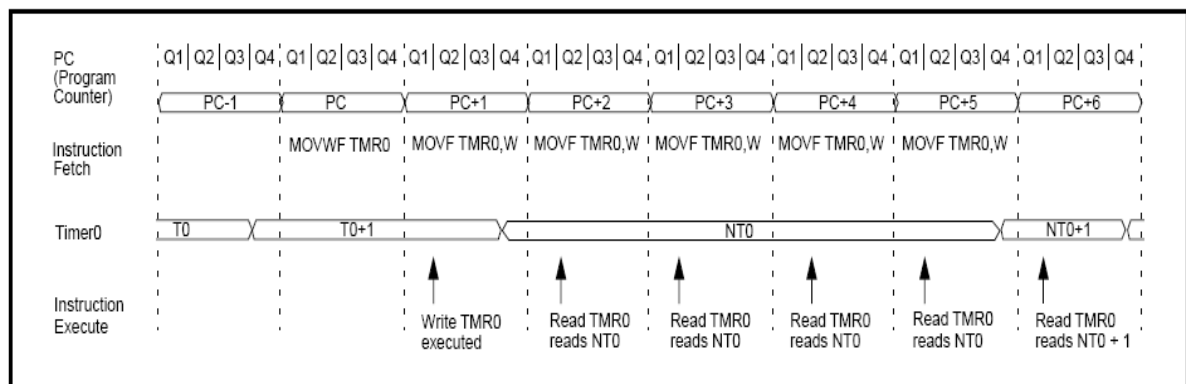 PC (Program Counter)
Q1 Q2 Q3 Q4 Q1 Q2 Q3 Q4 Q1 Q2 Q3 Q4 Q1 Q2 Q3 Q4 Q1 Q2 Q3 Q4 Q1 Q2 Q3 Q4 Q1 Q2 Q3 Q4 Q1 Q2 Q3 Q4
PC-1 PC PC+1 PC+2 PC+3 PC+4 PC+5 PC+6
Instruction Fetch
MOVWF TMR0 MOVF TMR0,W MOVF TMR0,W MOVF TMR0,W MOVF TMR0,W MOVF TMR0,W
Timer0
T0 T0+1 NT0 NT0+1
Instruction Execute
Write TMR0 executed
Read TMR0 reads NT0
Read TMR0 reads NT0
Read TMR0 reads NT0
Read TMR0 reads NT0
Read TMR0 reads NT0 + 1